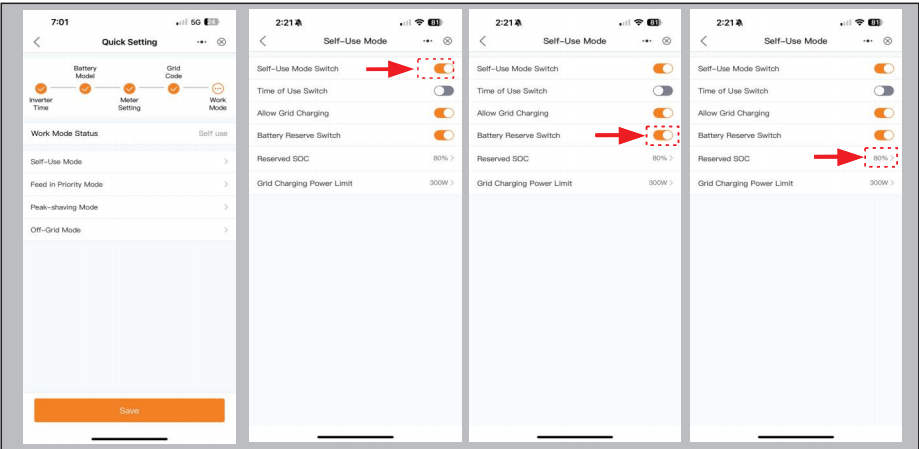 7:01
5G 24
Quick Setting
Battery Model
Grid Code
Inverter Time
Meter Setting
Work Mode
Work Mode Status
Self use
Self-Use Mode
Feed in Priority Mode
Peak-shaving Mode
Off-Grid Mode
Save
2:21
81
Self-Use Mode
Self-Use Mode Switch
Time of Use Switch
Allow Grid Charging
Battery Reserve Switch
Reserved SOC
80%
Grid Charging Power Limit
300W
2:21
81
Self-Use Mode
Self-Use Mode Switch
Time of Use Switch
Allow Grid Charging
Battery Reserve Switch
Reserved SOC
80%
Grid Charging Power Limit
300W
2:21
81
Self-Use Mode
Self-Use Mode Switch
Time of Use Switch
Allow Grid Charging
Battery Reserve Switch
Reserved SOC
80%
Grid Charging Power Limit
300W